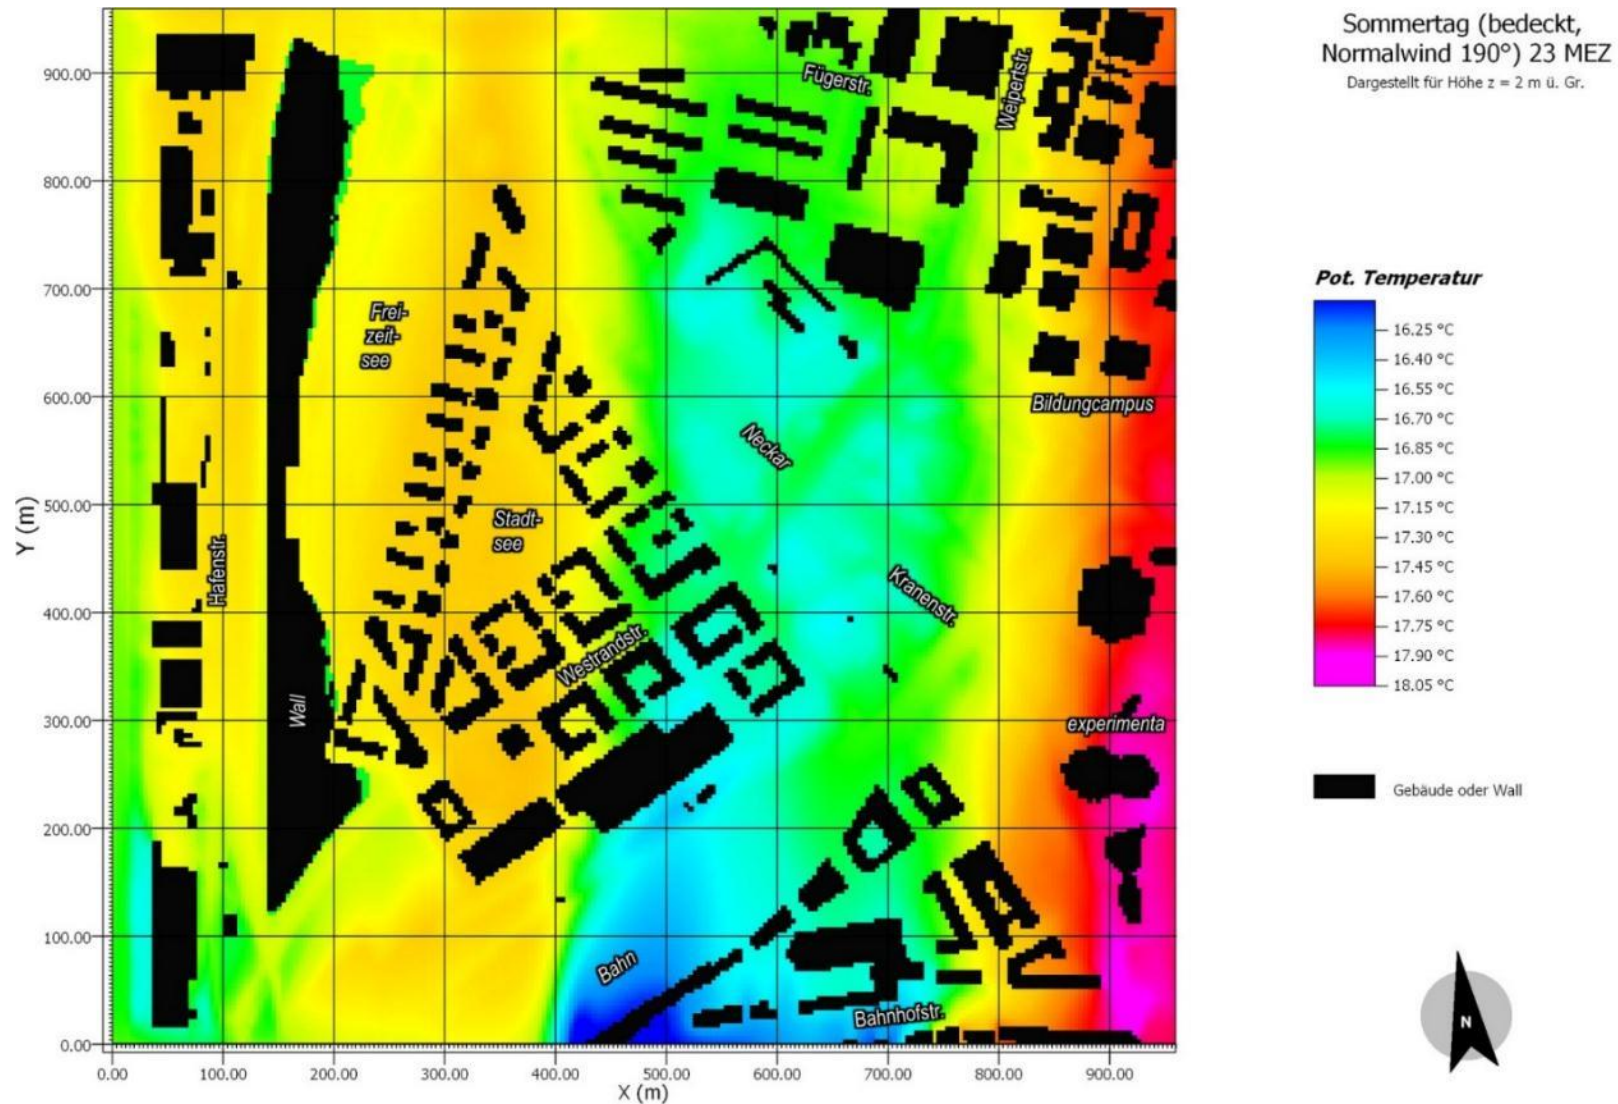 Sommertag (bedeckt,
Normalwind 190°) 23 MEZ
Dargestellt für Höhe z = 2 m ü. Gr.
Pot. Temperatur
16.25 °C
16.40 °C
16.55 °C
16.70 °C
16.85 °C
17.00 °C
17.15 °C
17.30 °C
17.45 °C
17.60 °C
17.75 °C
17.90 °C
18.05 °C
Gebäude oder Wall
N
Y (m)
900.00
800.00
700.00
600.00
500.00
400.00
300.00
200.00
100.00
0.00
0.00
100.00
200.00
300.00
400.00
500.00
600.00
700.00
800.00
900.00
X (m)
Fügerstr.
Weipertstr.
Frei-
zeit-
see
Bildungcampus
Neckar
Stadt-
see
Hafenstr.
Kranenstr.
Westrandstr.
Wall
experimenta
Bahn
Bahnhofstr.